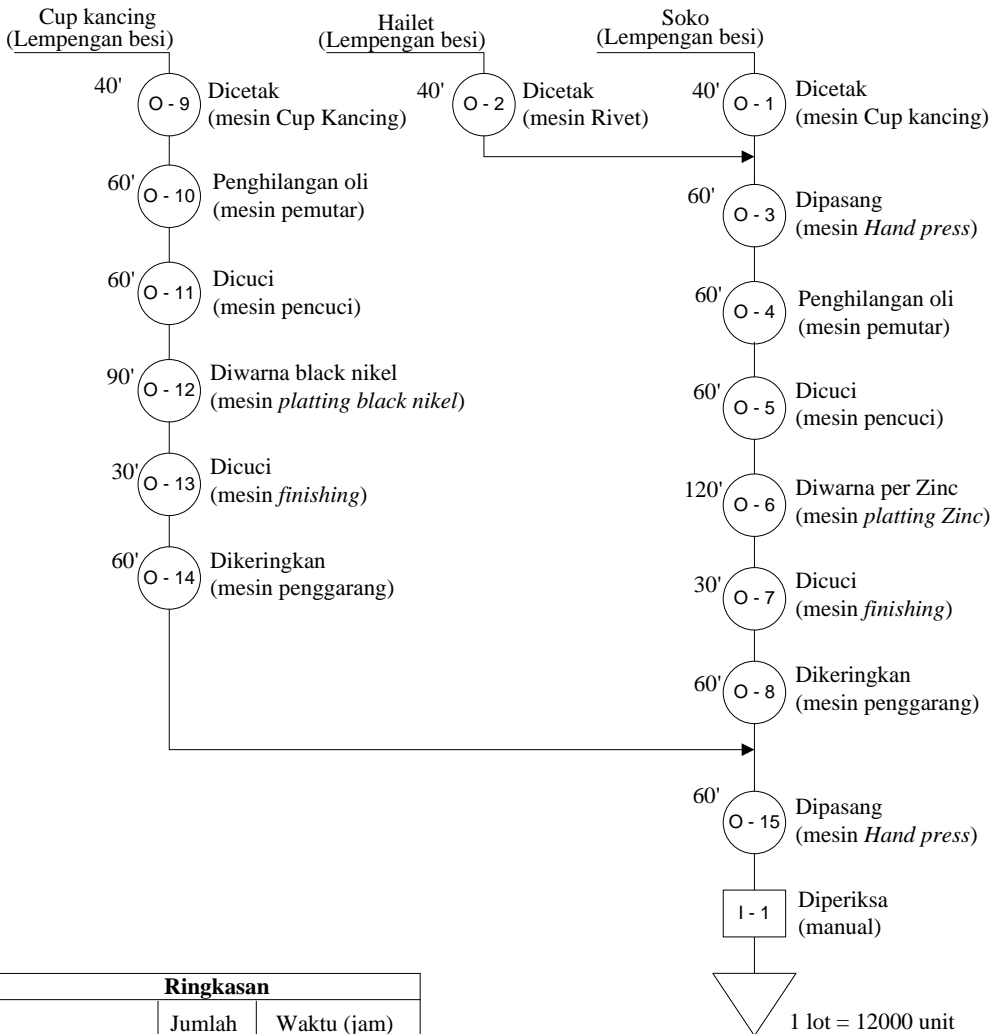 Cup kancing
(Lempengan besi)
40'
O - 9
Dicetak
(mesin Cup Kancing)
60'
O - 10
Penghilangan oli
(mesin pemutar)
60'
O - 11
Dicuci
(mesin pencuci)
90'
O - 12
Diwarna black nikel
(mesin platting black nikel)
30'
O - 13
Dicuci
(mesin finishing)
60'
O - 14
Dikeringkan
(mesin penggarang)
Hailet
(Lempengan besi)
40'
O - 2
Dicetak
(mesin Rivet)
Soko
(Lempengan besi)
40'
O - 1
Dicetak
(mesin Cup kancing)
60'
O - 3
Dipasang
(mesin Hand press)
60'
O - 4
Penghilangan oli
(mesin pemutar)
60'
O - 5
Dicuci
(mesin pencuci)
120'
O - 6
Diwarna per Zinc
(mesin platting Zinc)
30'
O - 7
Dicuci
(mesin finishing)
60'
O - 8
Dikeringkan
(mesin penggarang)
60'
O - 15
Dipasang
(mesin Hand press)
I - 1
Diperiksa
(manual)
1 lot = 12000 unit
Ringkasan
Jumlah Waktu (jam)